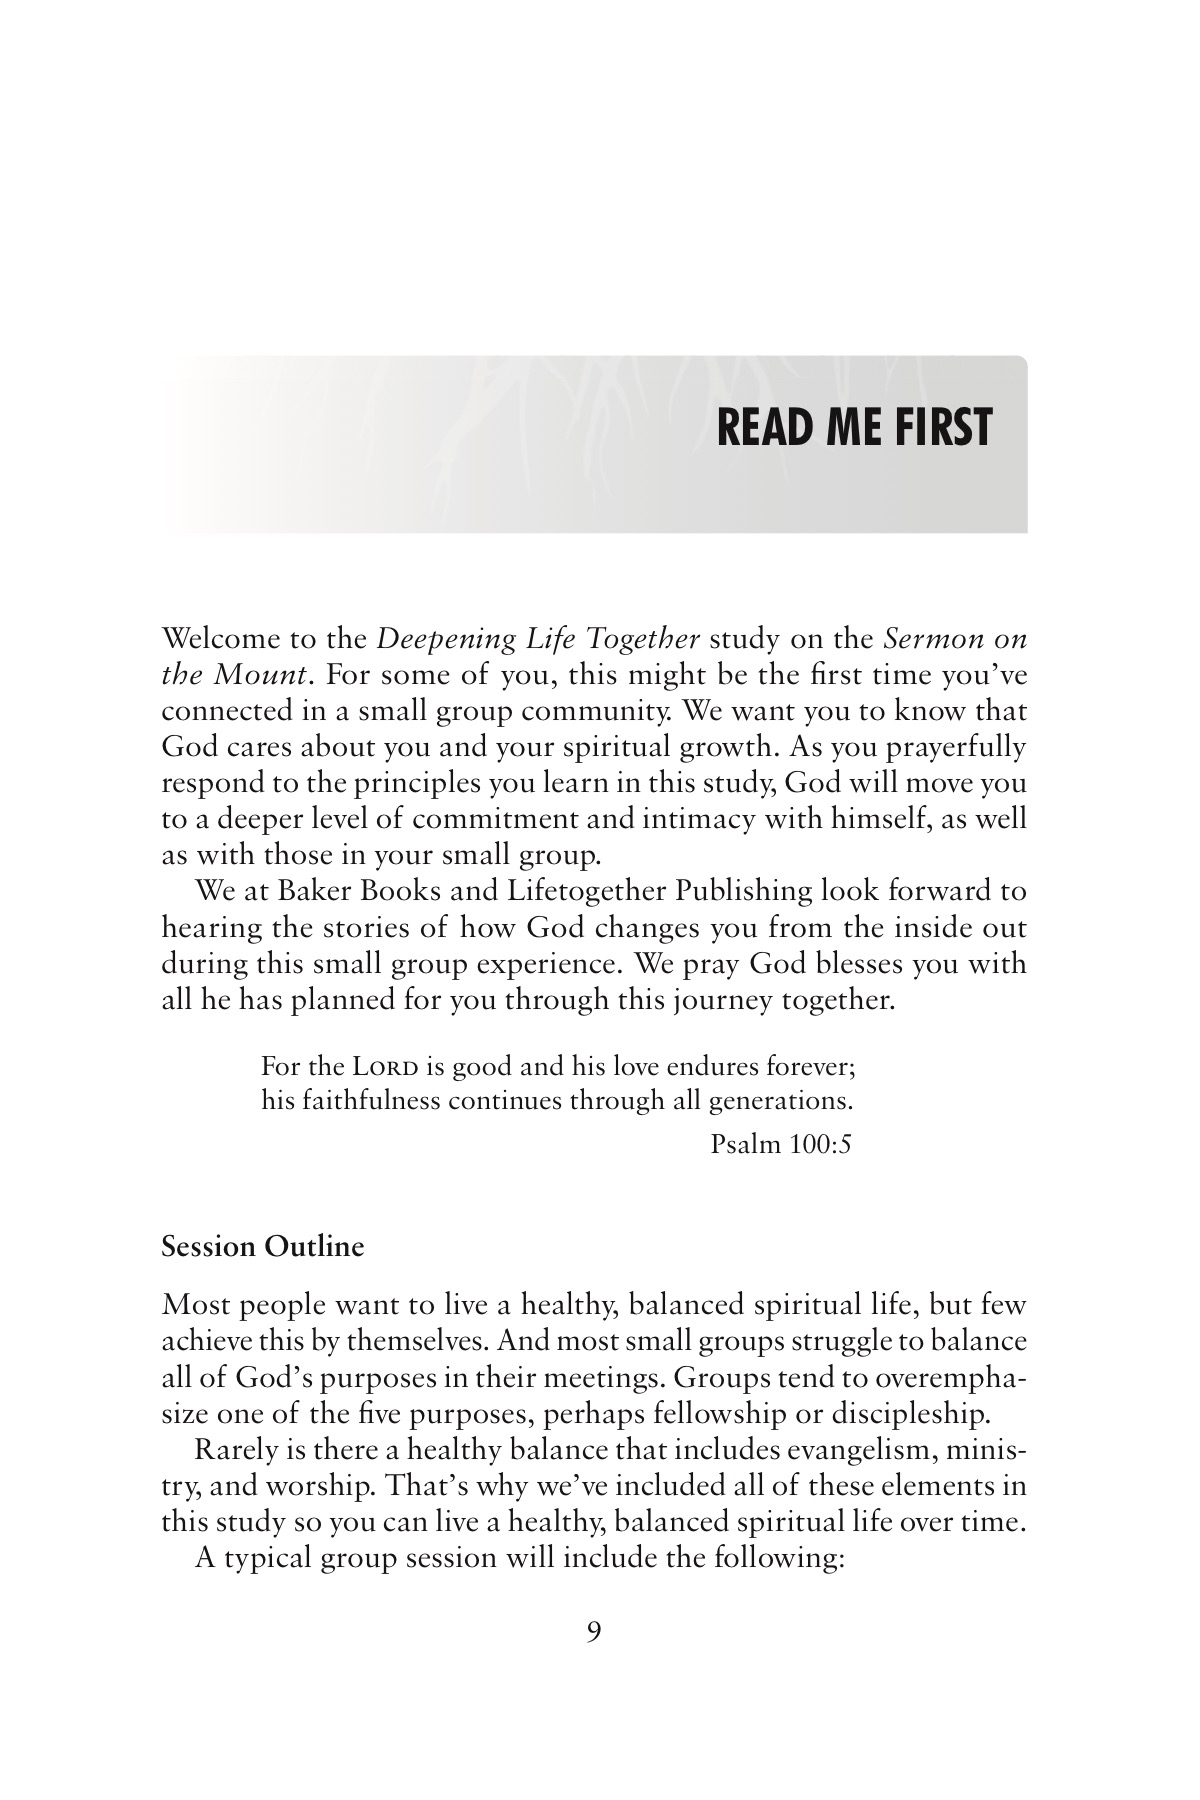 READ ME FIRST
Welcome to the Deepening Life Together study on the Sermon on
the Mount. For some of you, this might be the first time you’ve
connected in a small group community. We want you to know that
God cares about you and your spiritual growth. As you prayerfully
respond to the principles you learn in this study, God will move you
to a deeper level of commitment and intimacy with himself, as well
as with those in your small group.
We at Baker Books and Lifetogether Publishing look forward to
hearing the stories of how God changes you from the inside out
during this small group experience. We pray God blesses you with
all he has planned for you through this journey together.
For the LORD is good and his love endures forever;
his faithfulness continues through all generations.
Psalm 100:5
Session Outline
Most people want to live a healthy, balanced spiritual life, but few
achieve this by themselves. And most small groups struggle to balance
all of God’s purposes in their meetings. Groups tend to overempha-
size one of the five purposes, perhaps fellowship or discipleship.
Rarely is there a healthy balance that includes evangelism, minis-
try, and worship. That’s why we’ve included all of these elements in
this study so you can live a healthy, balanced spiritual life over time.
A typical group session will include the following:
9